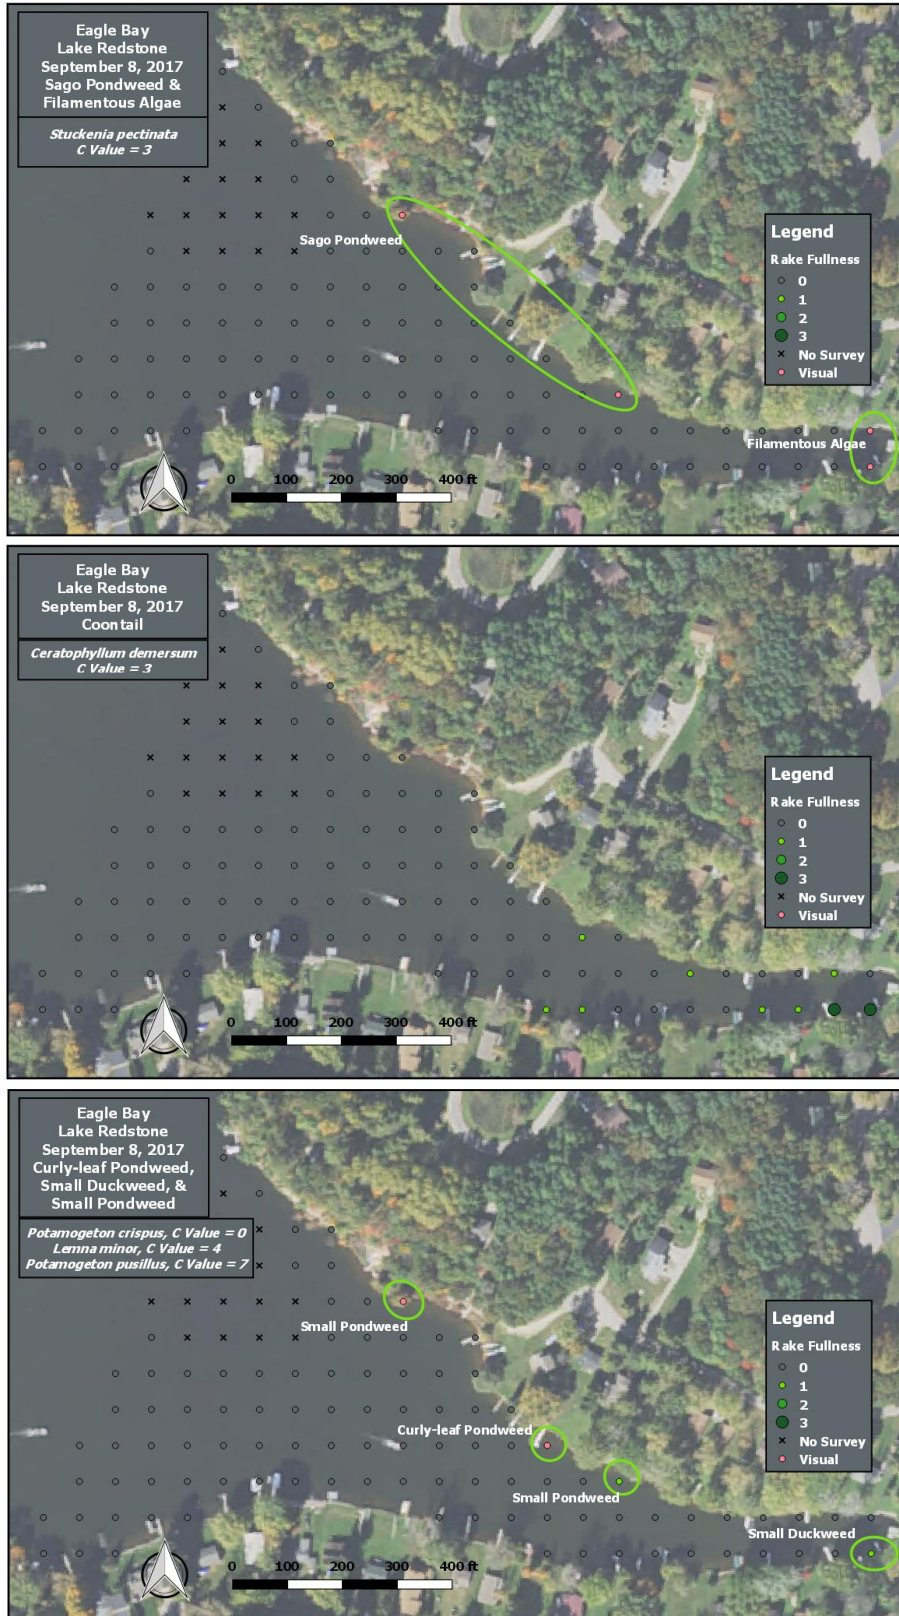 Eagle Bay
Lake Redstone
September 8, 2017
Sago Pondweed &
Filamentous Algae
Stuckenia pectinata
C Value = 3
Sago Pondweed
Legend
Rake Fullness
0
1
2
3
No Survey
Visual
Filamentous Algae
0 100 200 300 400 ft
Eagle Bay
Lake Redstone
September 8, 2017
Coontail
Ceratophyllum demersum
C Value = 3
Legend
Rake Fullness
0
1
2
3
No Survey
Visual
0 100 200 300 400 ft
Eagle Bay
Lake Redstone
September 8, 2017
Curly-leaf Pondweed,
Small Duckweed, &
Small Pondweed
Potamogeton crispus, C Value = 0
Lemna minor, C Value = 4
Potamogeton pusillus, C Value = 7
Small Pondweed
Legend
Rake Fullness
0
1
2
3
No Survey
Visual
Curly-leaf Pondweed
Small Pondweed
Small Duckweed
0 100 200 300 400 ft